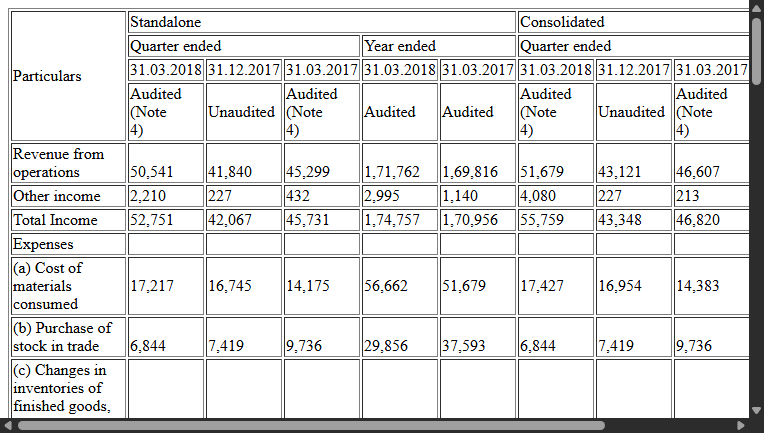 Particulars
Standalone Consolidated
Quarter ended Year ended Quarter ended
31.03.2018 31.12.2017 31.03.2017 31.03.2018 31.03.2017 31.03.2018 31.12.2017 31.03.2017
Audited (Note 4) Unaudited Audited (Note 4) Audited Audited Audited (Note 4) Unaudited Audited (Note 4)
Revenue from
operations 50,541 41,840 45,299 1,71,762 1,69,816 51,679 43,121 46,607
Other income 2,210 227 432 2,995 1,140 4,080 227 213
Total Income 52,751 42,067 45,731 1,74,757 1,70,956 55,759 43,348 46,820
Expenses
(a) Cost of
materials
consumed 17,217 16,745 14,175 56,662 51,679 17,427 16,954 14,383
(b) Purchase of
stock in trade 6,844 7,419 9,736 29,856 37,593 6,844 7,419 9,736
(c) Changes in
inventories of
finished goods,